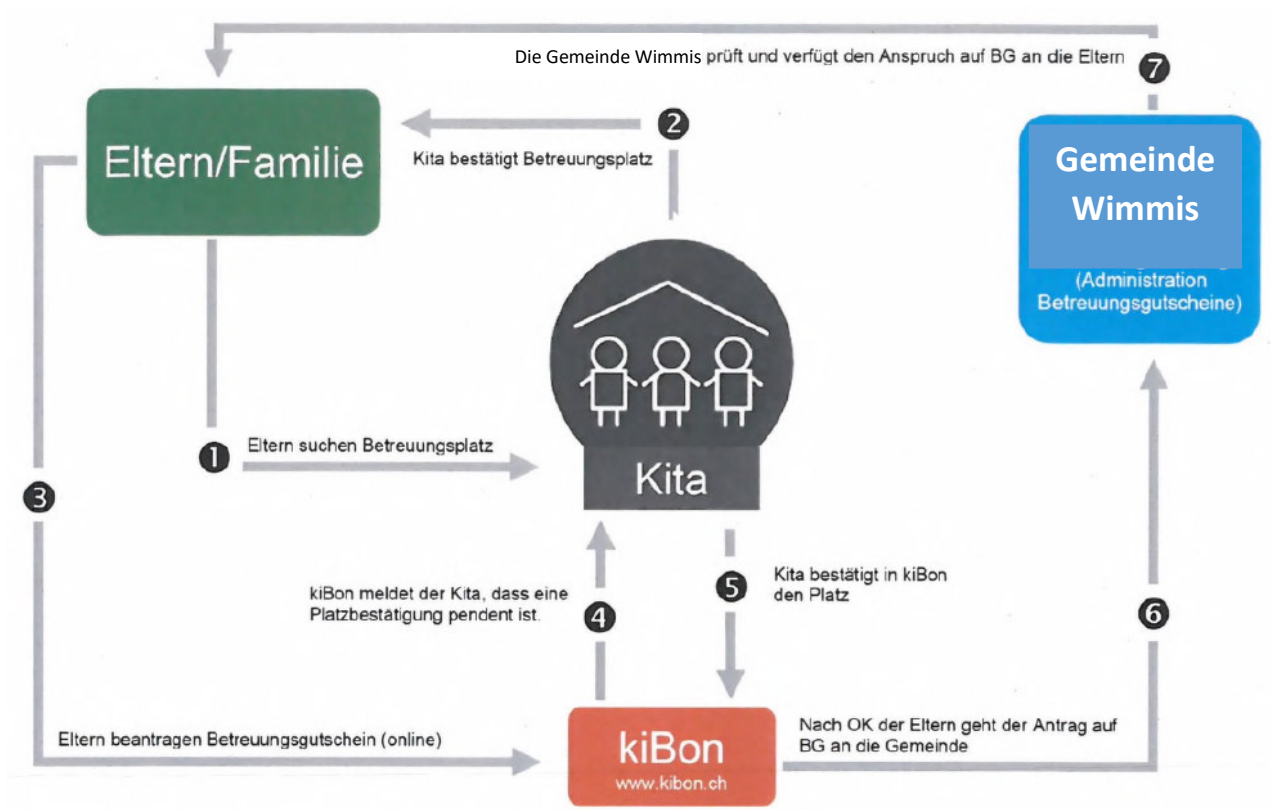 Die Gemeinde Wimmis prüft und verfügt den Anspruch auf BG an die Eltern
7
2
Kita bestätigt Betreuungsplatz
Eltern/Familie
Gemeinde
Wimmis
(Administration
Betreuungsgutscheine)
1
Eltern suchen Betreuungsplatz
Kita
3
kiBon meldet der Kita, dass eine
Platzbestätigung pendent ist.
4
5
Kita bestätigt in kiBon
den Platz
6
Eltern beantragen Betreuungsgutschein (online)
kiBon
www.kibon.ch
Nach OK der Eltern geht der Antrag auf
BG an die Gemeinde